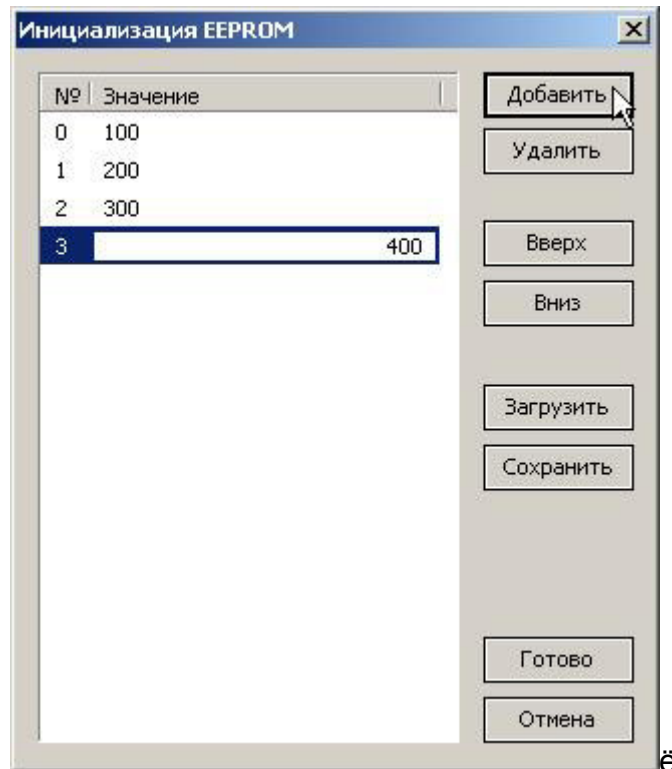 Инициализация EEPROM
№ Значение
0 100
1 200
2 300
3 400
Добавить
Удалить
Вверх
Вниз
Загрузить
Сохранить
Готово
Отмена
ё